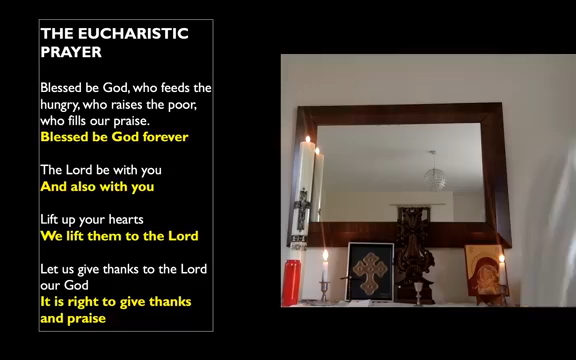 THE EUCHARISTIC
PRAYER
Blessed be God, who feeds the
hungry, who raises the poor,
who fills our praise.
Blessed be God forever
The Lord be with you
And also with you
Lift up your hearts
We lift them to the Lord
Let us give thanks to the Lord
our God
It is right to give thanks
and praise